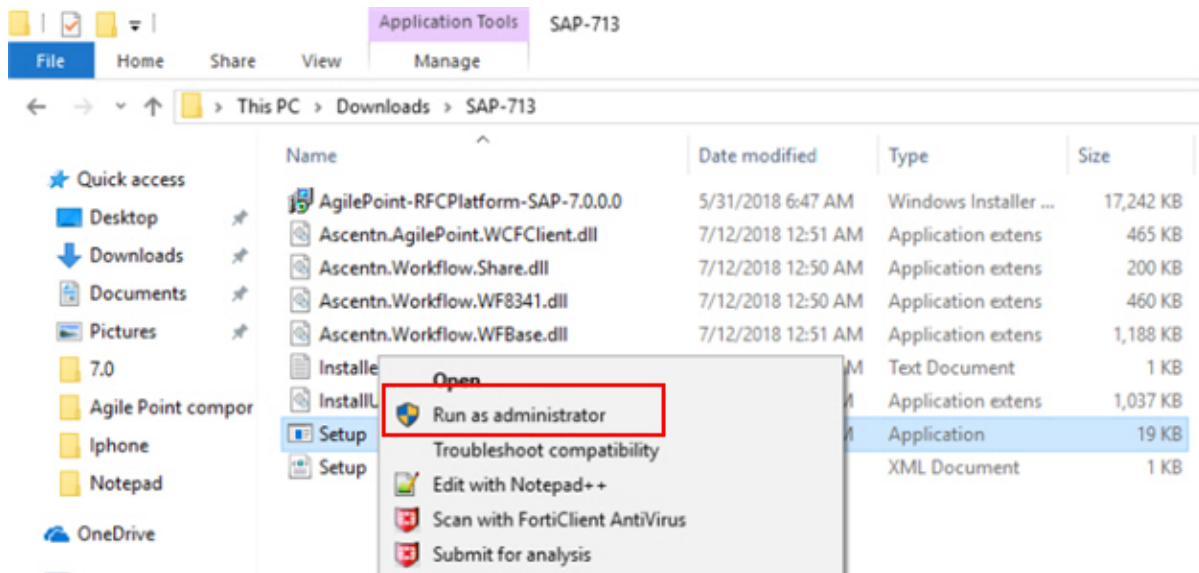 Application Tools SAP-713
File Home Share View Manage
This PC > Downloads > SAP-713
Name Date modified Type Size
Quick access
Desktop
Downloads
Documents
Pictures
7.0
Agile Point compor
Iphone
Notepad
OneDrive
AgilePoint-RFCPlatform-SAP-7.0.0.0 5/31/2018 6:47 AM Windows Installer ... 17,242 KB
Ascentn.AgilePoint.WCFClient.dll 7/12/2018 12:51 AM Application extens 465 KB
Ascentn.Workflow.Share.dll 7/12/2018 12:50 AM Application extens 200 KB
Ascentn.Workflow.WF8341.dll 7/12/2018 12:50 AM Application extens 460 KB
Ascentn.Workflow.WFBase.dll 7/12/2018 12:51 AM Application extens 1,188 KB
Installe M Text Document 1 KB
InstallU M Application extens 1,037 KB
Setup M Application 19 KB
Setup XML Document 1 KB
Open
Run as administrator
Troubleshoot compatibility
Edit with Notepad++
Scan with FortiClient AntiVirus
Submit for analysis